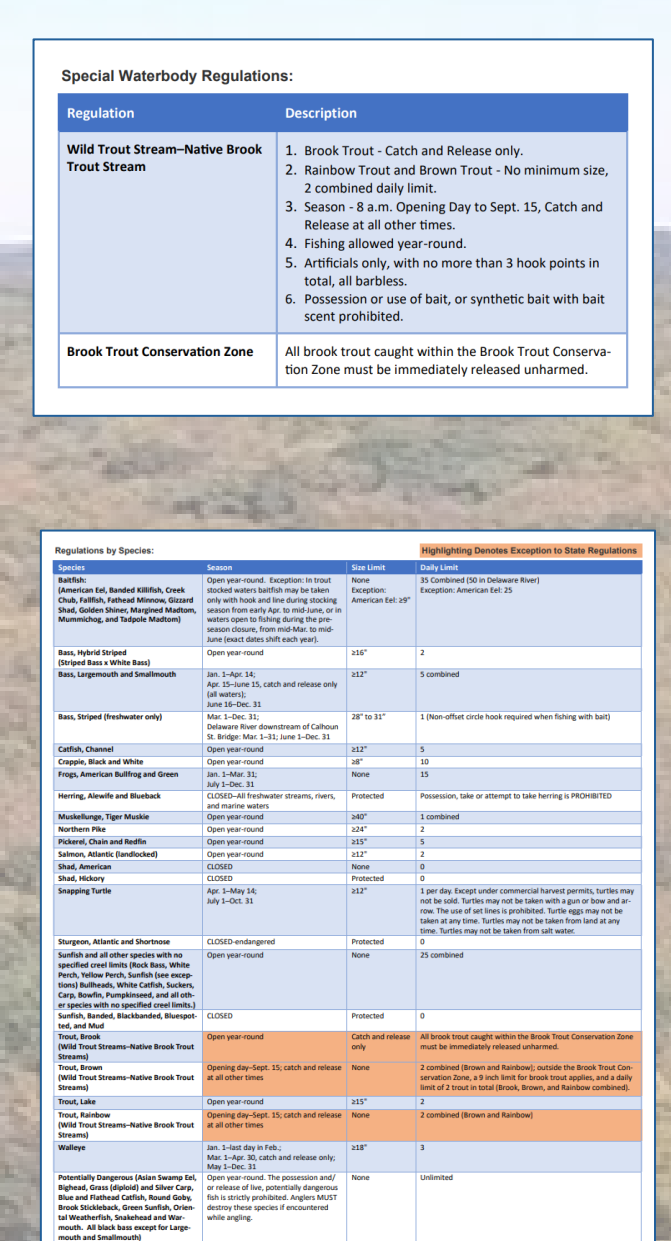 Special Waterbody Regulations:
Regulation
Description
Wild Trout Stream–Native Brook
Trout Stream
1. Brook Trout - Catch and Release only.
2. Rainbow Trout and Brown Trout - No minimum size,
2 combined daily limit.
3. Season - 8 a.m. Opening Day to Sept. 15, Catch and
Release at all other times.
4. Fishing allowed year-round.
5. Artificials only, with no more than 3 hook points in
total, all barbless.
6. Possession or use of bait, or synthetic bait with bait
scent prohibited.
Brook Trout Conservation Zone
All brook trout caught within the Brook Trout Conserva-
tion Zone must be immediately released unharmed.
Regulations by Species:
Highlighting Denotes Exception to State Regulations
Species
Season
Size Limit
Daily Limit
Baitfish:
(American Eel, Banded Killifish, Creek
Chub, Fallfish, Fathead Minnow, Gizzard
Shad, Golden Shiner, Margined Madtom,
Mummichog, and Tadpole Madtom)
Open year-round. Exception: In trout
stocked waters baitfish may be taken
only with hook and line during stocking
season from early Apr. to mid-June, or in
waters open to fishing during the pre-
season closure, from mid-Mar. to mid-
June (exact dates shift each year).
None
Exception:
American Eel: ≥9"
35 Combined (50 in Delaware River)
Exception: American Eel: 25
Bass, Hybrid Striped
(Striped Bass x White Bass)
Open year-round
≥16"
2
Bass, Largemouth and Smallmouth
Jan. 1–Apr. 14;
Apr. 15–June 15, catch and release only
(all waters);
June 16–Dec. 31
≥12"
5 combined
Bass, Striped (freshwater only)
Mar. 1–Dec. 31;
Delaware River downstream of Calhoun
St. Bridge: Mar. 1–31; June 1–Dec. 31
28" to 31"
1 (Non-offset circle hook required when fishing with bait)
Catfish, Channel
Open year-round
≥12"
5
Crappie, Black and White
Open year-round
≥8"
10
Frogs, American Bullfrog and Green
Jan. 1–Mar. 31;
July 1–Dec. 31
None
15
Herring, Alewife and Blueback
CLOSED–All freshwater streams, rivers,
and marine waters
Protected
Possession, take or attempt to take herring is PROHIBITED
Muskellunge, Tiger Muskie
Open year-round
≥40"
1 combined
Northern Pike
Open year-round
≥24"
2
Pickerel, Chain and Redfin
Open year-round
≥15"
5
Salmon, Atlantic (landlocked)
Open year-round
≥12"
2
Shad, American
CLOSED
None
0
Shad, Hickory
CLOSED
Protected
0
Snapping Turtle
Apr. 1–May 14;
July 1–Oct. 31
≥12"
1 per day. Except under commercial harvest permits, turtles may
not be sold. Turtles may not be taken with a gun or bow and ar-
row. The use of set lines is prohibited. Turtle eggs may not be
taken at any time. Turtles may not be taken from land at any
time. Turtles may not be taken from salt water.
Sturgeon, Atlantic and Shortnose
CLOSED-endangered
Protected
0
Sunfish and all other species with no
specified creel limits (Rock Bass, White
Perch, Yellow Perch, Sunfish (see excep-
tions) Bullheads, White Catfish, Suckers,
Carp, Bowfin, Pumpkinseed, and all oth-
er species with no specified creel limits.)
Open year-round
None
25 combined
Sunfish, Banded, Blackbanded, Bluespot-
ted, and Mud
CLOSED
Protected
0
Trout, Brook
(Wild Trout Streams–Native Brook Trout
Streams)
Open year-round
Catch and release
only
All brook trout caught within the Brook Trout Conservation Zone
must be immediately released unharmed.
Trout, Brown
(Wild Trout Streams–Native Brook Trout
Streams)
Opening day–Sept. 15; catch and release
at all other times
None
2 combined (Brown and Rainbow); outside the Brook Trout Con-
servation Zone, a 9 inch limit for brook trout applies, and a daily
limit of 2 trout in total (Brook, Brown, and Rainbow combined).
Trout, Lake
Open year-round
≥15"
2
Trout, Rainbow
(Wild Trout Streams–Native Brook Trout
Streams)
Opening day–Sept. 15; catch and release
at all other times
None
2 combined (Brown and Rainbow)
Walleye
Jan. 1–last day in Feb.;
Mar. 1–Apr. 30, catch and release only;
May 1–Dec. 31
≥18"
3
Potentially Dangerous (Asian Swamp Eel,
Bighead, Grass (diploid) and Silver Carp,
Blue and Flathead Catfish, Round Goby,
Brook Stickleback, Green Sunfish, Orien-
tal Weatherfish, Snakehead and War-
mouth. All black bass except for Large-
mouth and Smallmouth)
Open year-round. The possession and/
or release of live, potentially dangerous
fish is strictly prohibited. Anglers MUST
destroy these species if encountered
while angling.
None
Unlimited